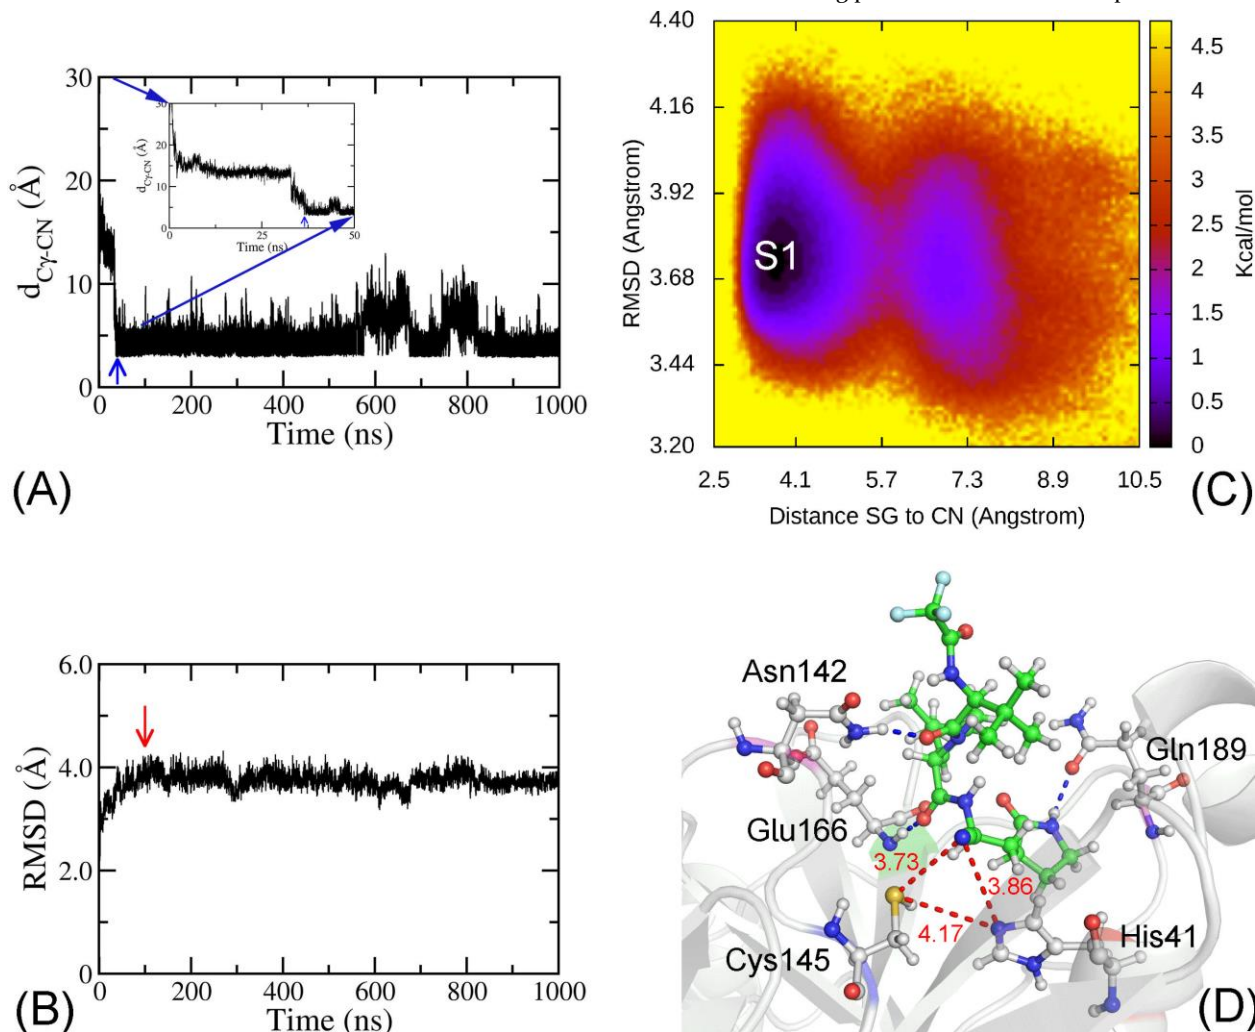 30
20
10
0
d Cγ-CN (Å)
30
20
10
0
d Cγ-CN (Å)
0 25 50
Time (ns)
0 200 400 600 800 1000
Time (ns)
(A)
4.40
4.16
3.92
3.68
3.44
3.20
RMSD (Angstrom)
S1
2.5 4.1 5.7 7.3 8.9 10.5
Distance SG to CN (Angstrom)
4.5
4
3.5
3
2.5
2
1.5
1
0.5
0
Kcal/mol
(C)
6.0
4.0
2.0
0
RMSD (Å)
0 200 400 600 800 1000
Time (ns)
(B)
Asn142
Gln189
Glu166
3.73
3.86
4.17
His41
Cys145
(D)